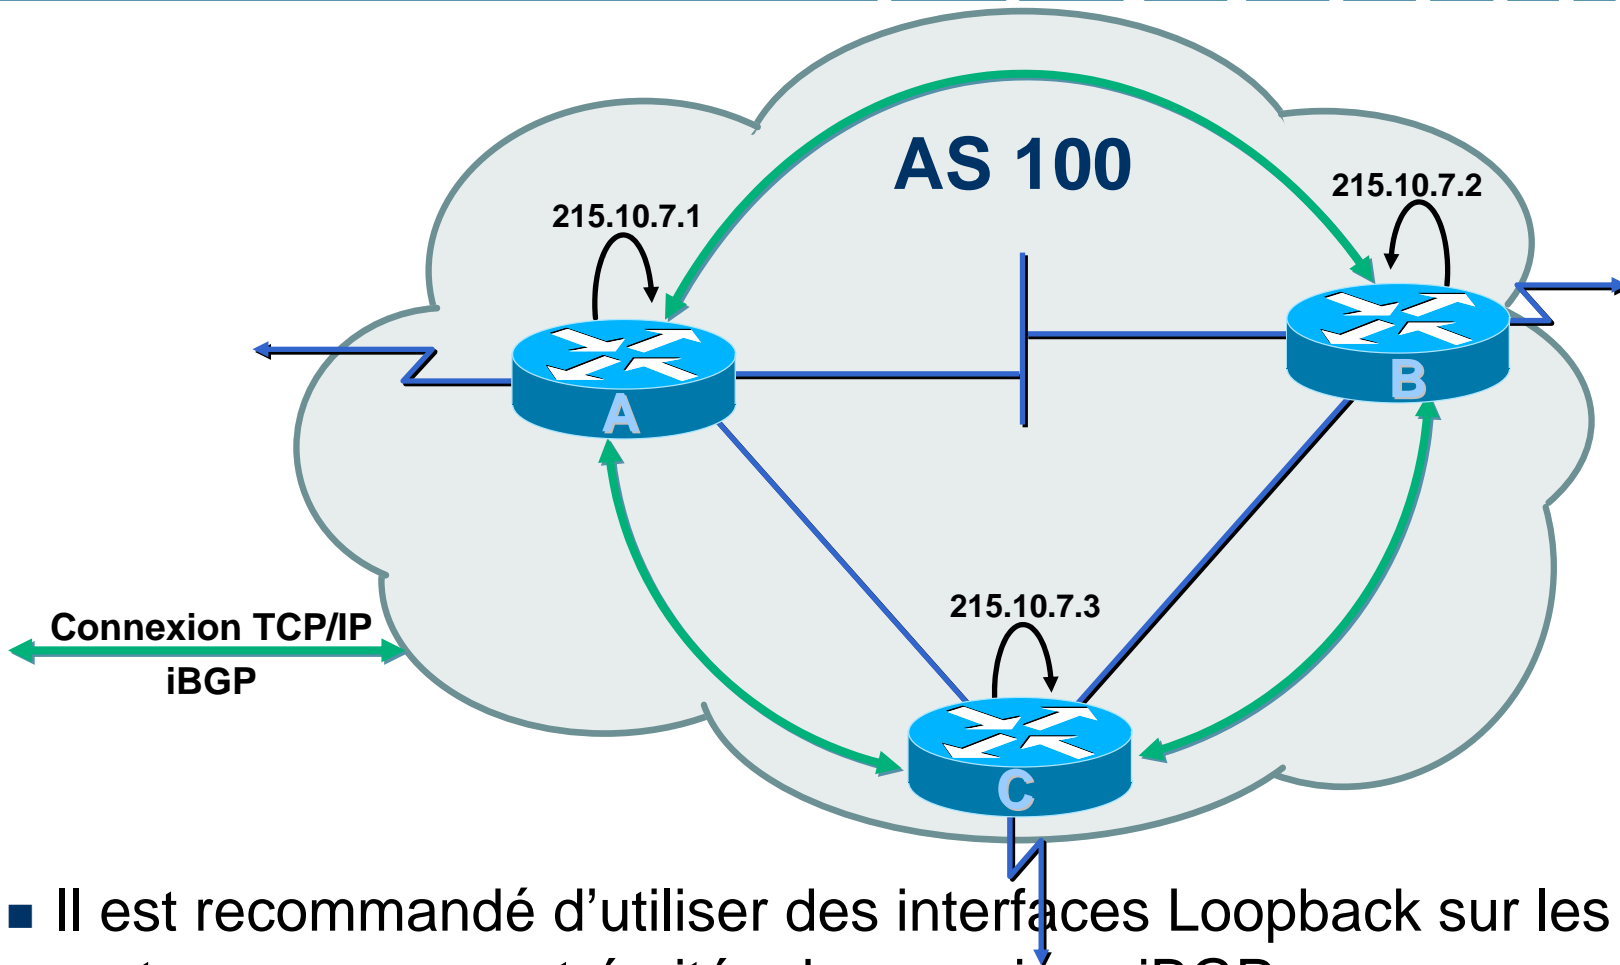 AS 100
215.10.7.1
215.10.7.2
A
B
215.10.7.3
Connexion TCP/IP
iBGP
C
■ Il est recommandé d’utiliser des interfaces Loopback sur les